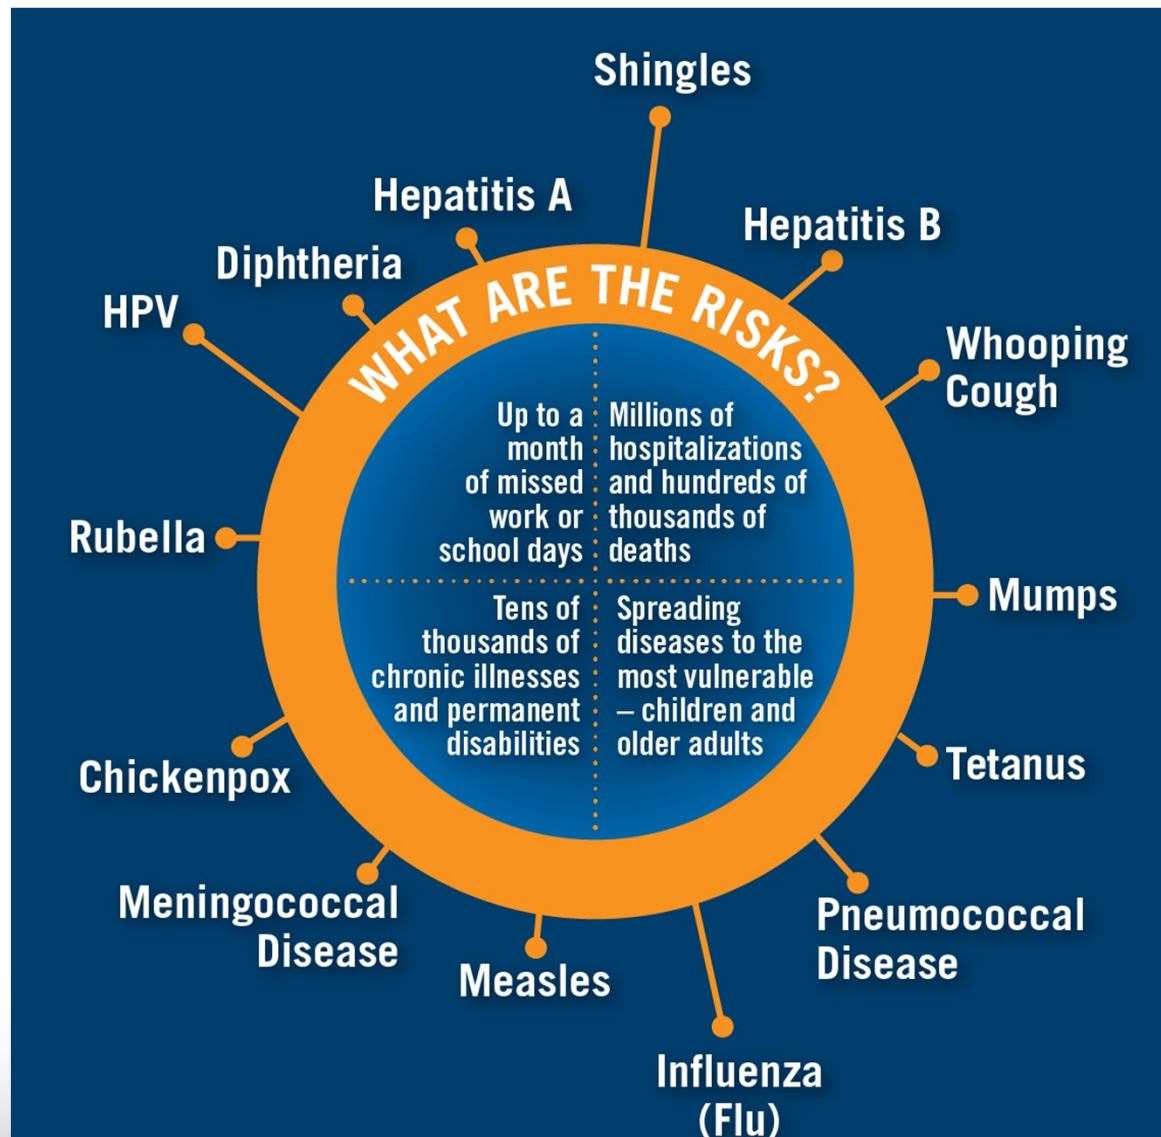 Shingles
Hepatitis A
Hepatitis B
Diphtheria
HPV
Whooping
Cough
WHAT ARE THE RISKS?
Up to a
month
of missed
work or
school days
Millions of
hospitalizations
and hundreds of
thousands of
deaths
Rubella
Mumps
Tens of
thousands of
chronic illnesses
and permanent
disabilities
Spreading
diseases to the
most vulnerable
– children and
older adults
Chickenpox
Tetanus
Meningococcal
Disease
Pneumococcal
Disease
Measles
Influenza
(Flu)